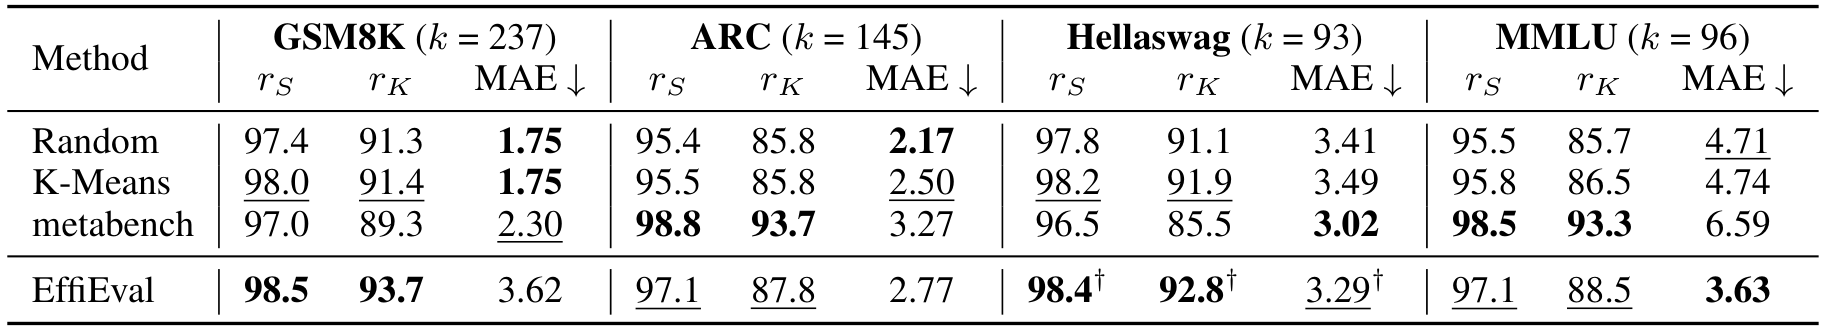 Method GSM8K (k = 237) ARC (k = 145) Hellaswag (k = 93) MMLU (k = 96)
r_S r_K MAE ↓ r_S r_K MAE ↓ r_S r_K MAE ↓ r_S r_K MAE ↓
Random 97.4 91.3 1.75 95.4 85.8 2.17 97.8 91.1 3.41 95.5 85.7 4.71
K-Means 98.0 91.4 1.75 95.5 85.8 2.50 98.2 91.9 3.49 95.8 86.5 4.74
metabench 97.0 89.3 2.30 98.8 93.7 3.27 96.5 85.5 3.02 98.5 93.3 6.59
EffiEval 98.5 93.7 3.62 97.1 87.8 2.77 98.4† 92.8† 3.29† 97.1 88.5 3.63